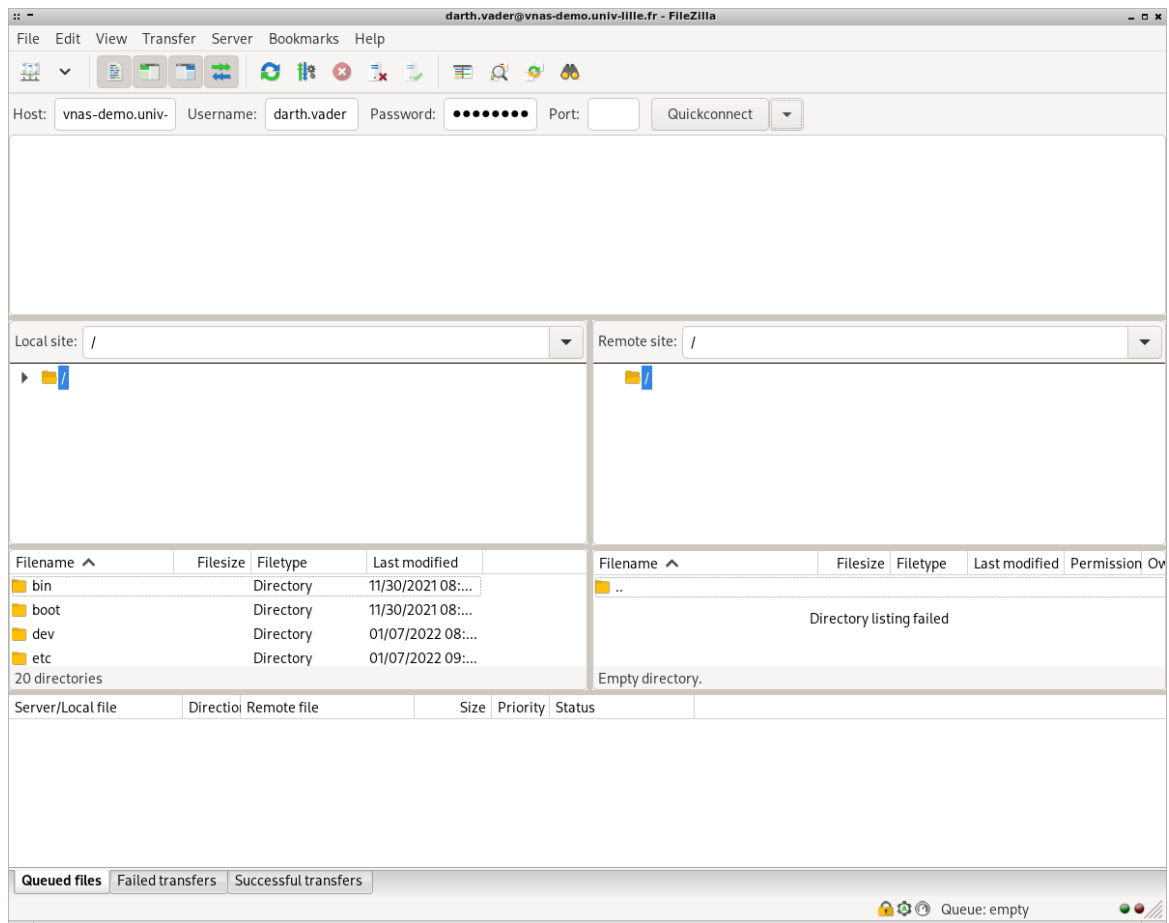 darth.vader@vnas-demo.univ-lille.fr - FileZilla
File Edit View Transfer Server Bookmarks Help
Host: vnas-demo.univ- Username: darth.vader Password: ●●●●●●●● Port: Quickconnect
Local site: / Remote site: /
/ /
Filename Filesize Filetype Last modified
bin Directory 11/30/2021 08:...
boot Directory 11/30/2021 08:...
dev Directory 01/07/2022 08:...
etc Directory 01/07/2022 09:...
20 directories
Filename Filesize Filetype Last modified Permission Ow
..
Directory listing failed
Empty directory.
Server/Local file Directio Remote file Size Priority Status
Queued files Failed transfers Successful transfers
Queue: empty